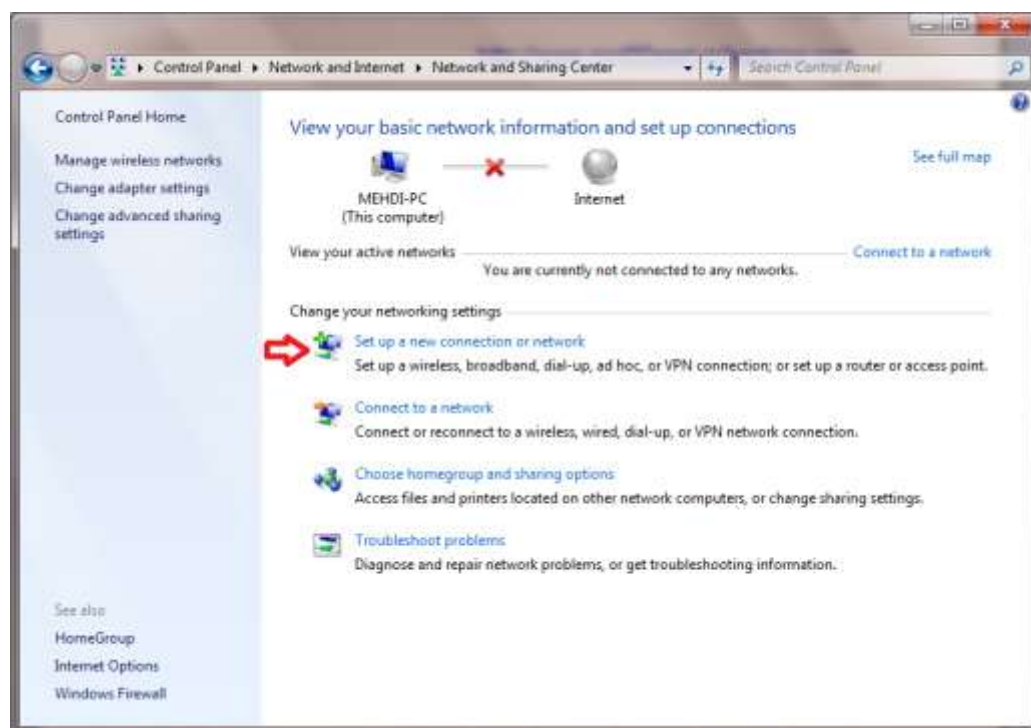 Control Panel ▸ Network and Internet ▸ Network and Sharing Center
Search Control Panel
Control Panel Home
Manage wireless networks
Change adapter settings
Change advanced sharing
settings
See also
HomeGroup
Internet Options
Windows Firewall
View your basic network information and set up connections
See full map
MEHDI-PC
(This computer)
Internet
View your active networks
Connect to a network
You are currently not connected to any networks.
Change your networking settings
Set up a new connection or network
Set up a wireless, broadband, dial-up, ad hoc, or VPN connection; or set up a router or access point.
Connect to a network
Connect or reconnect to a wireless, wired, dial-up, or VPN network connection.
Choose homegroup and sharing options
Access files and printers located on other network computers, or change sharing settings.
Troubleshoot problems
Diagnose and repair network problems, or get troubleshooting information.